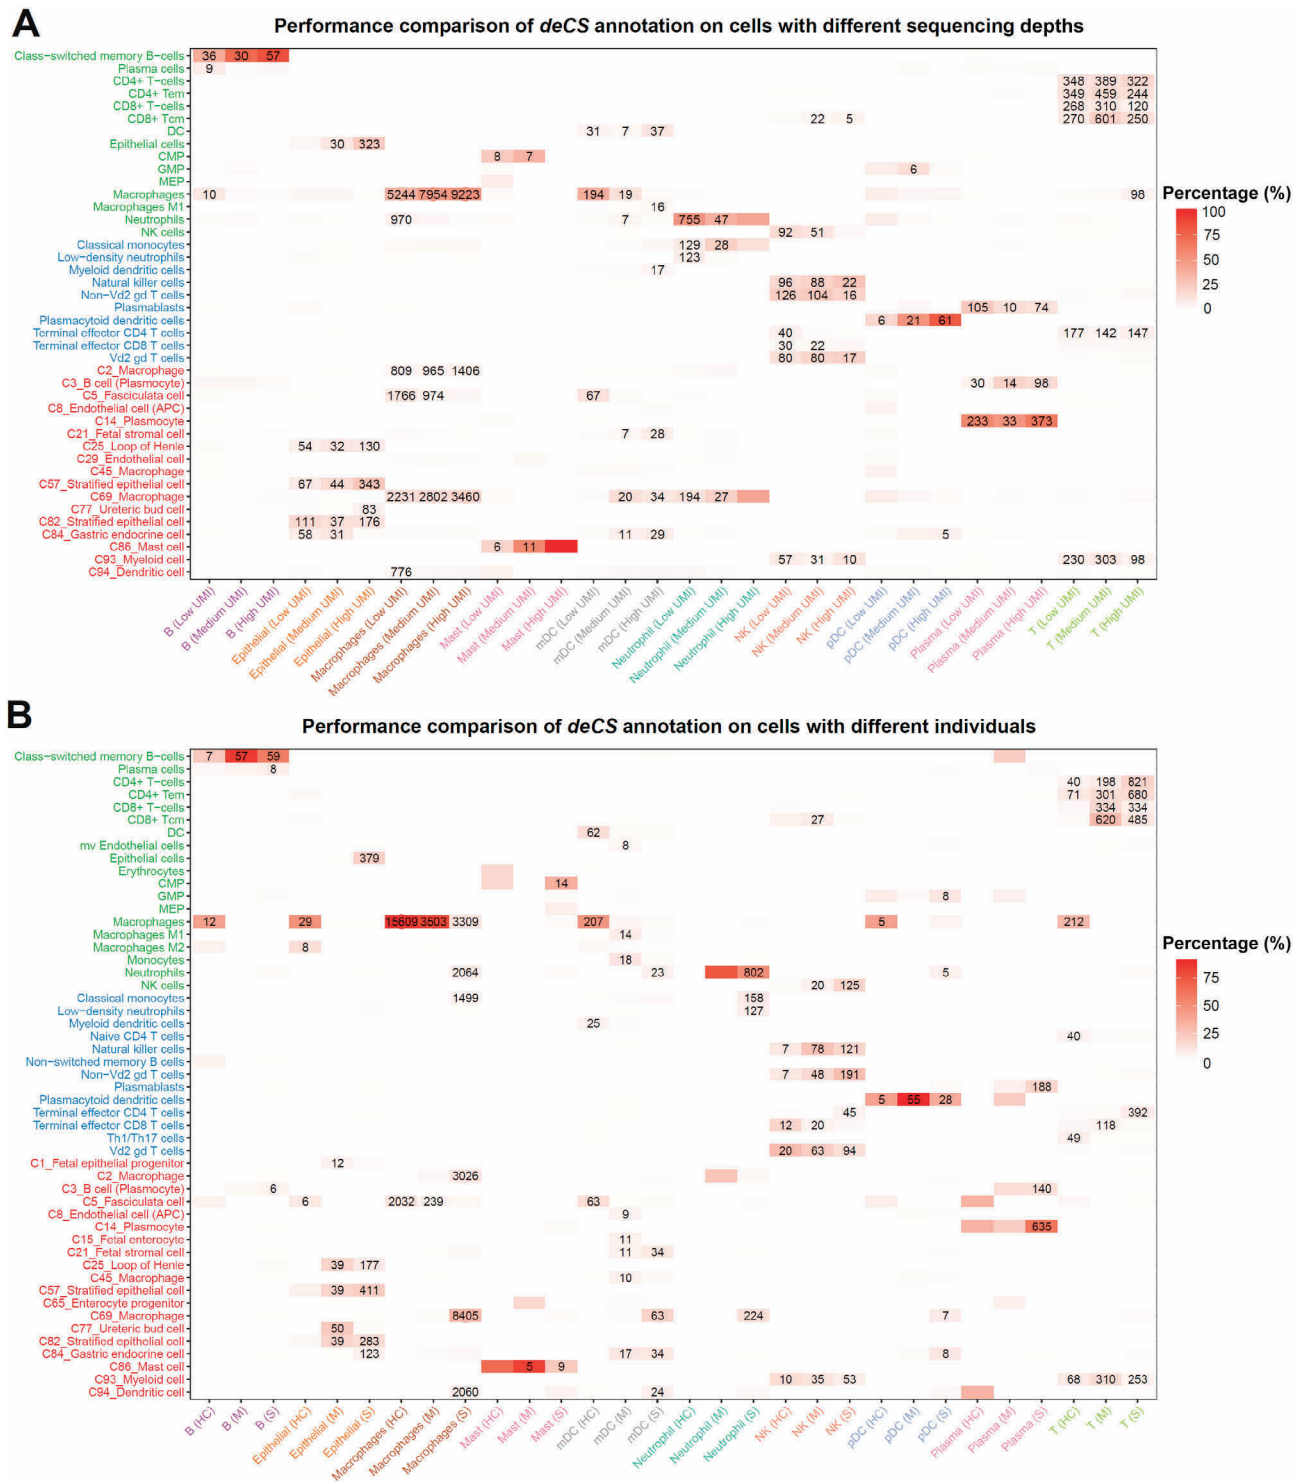 A
Performance comparison of deCS annotation on cells with different sequencing depths
Class−switched memory B−cells 36 30 57
Plasma cells 9
CD4+ T−cells 348 389 322
CD4+ Tem 349 459 244
CD8+ T−cells 268 310 120
CD8+ Tcm 22 5 270 601 250
DC 31 7 37
Epithelial cells 30 323
CMP 8 7
GMP 6
MEP
Macrophages 10 5244 7954 9223 194 19 98
Macrophages M1 16
Neutrophils 970 7 755 47
NK cells 92 51
Classical monocytes 129 28
Low−density neutrophils 123
Myeloid dendritic cells 17
Natural killer cells 96 88 22
Non−Vd2 gd T cells 126 104 16
Plasmablasts 105 10 74
Plasmacytoid dendritic cells 6 21 61
Terminal effector CD4 T cells 40 177 142 147
Terminal effector CD8 T cells 30 22
Vd2 gd T cells 80 80 17
C2_Macrophage 809 965 1406
C3_B cell (Plasmocyte) 30 14 98
C5_Fasciculata cell 1766 974 67
C8_Endothelial cell (APC)
C14_Plasmocyte 233 33 373
C21_Fetal stromal cell 7 28
C25_Loop of Henle 54 32 130
C29_Endothelial cell
C45_Macrophage
C57_Stratified epithelial cell 67 44 343
C69_Macrophage 2231 2802 3460 20 34 194 27
C77_Ureteric bud cell 83
C82_Stratified epithelial cell 111 37 176
C84_Gastric endocrine cell 58 31 11 29 5
C86_Mast cell 6 11
C93_Myeloid cell 57 31 10 230 303 98
C94_Dendritic cell 776
Percentage (%)
100
75
50
25
0
B (Low UMI)
B (Medium UMI)
B (High UMI)
Epithelial (Low UMI)
Epithelial (Medium UMI)
Epithelial (High UMI)
Macrophages (Low UMI)
Macrophages (Medium UMI)
Macrophages (High UMI)
Mast (Low UMI)
Mast (Medium UMI)
Mast (High UMI)
mDC (Low UMI)
mDC (Medium UMI)
mDC (High UMI)
Neutrophil (Low UMI)
Neutrophil (Medium UMI)
Neutrophil (High UMI)
NK (Low UMI)
NK (Medium UMI)
NK (High UMI)
pDC (Low UMI)
pDC (Medium UMI)
pDC (High UMI)
Plasma (Low UMI)
Plasma (Medium UMI)
Plasma (High UMI)
T (Low UMI)
T (Medium UMI)
T (High UMI)
B
Performance comparison of deCS annotation on cells with different individuals
Class−switched memory B−cells 7 57 59
Plasma cells 8
CD4+ T−cells 40 198 821
CD4+ Tem 71 301 680
CD8+ T−cells 334 334
CD8+ Tcm 27 620 485
DC 62
mv Endothelial cells 8
Epithelial cells 379
Erythrocytes
CMP 14
GMP 8
MEP
Macrophages 12 29 15609 3503 3309 207 5 212
Macrophages M1 14
Macrophages M2 8
Monocytes 18
Neutrophils 2064 23 802 5
NK cells 20 125
Classical monocytes 1499 158
Low−density neutrophils 127
Myeloid dendritic cells 25
Naive CD4 T cells 40
Natural killer cells 7 78 121
Non−switched memory B cells
Non−Vd2 gd T cells 7 48 191
Plasmablasts 188
Plasmacytoid dendritic cells 5 55 28
Terminal effector CD4 T cells 45 392
Terminal effector CD8 T cells 12 20 118
Th1/Th17 cells 49
Vd2 gd T cells 20 63 94
C1_Fetal epithelial progenitor 12
C2_Macrophage 3026
C3_B cell (Plasmocyte) 6 140
C5_Fasciculata cell 6 2032 239 63
C8_Endothelial cell (APC) 9
C14_Plasmocyte 635
C15_Fetal enterocyte 11
C21_Fetal stromal cell 11 34
C25_Loop of Henle 39 177
C45_Macrophage 10
C57_Stratified epithelial cell 39 411
C65_Enterocyte progenitor
C69_Macrophage 8405 63 224 7
C77_Ureteric bud cell 50
C82_Stratified epithelial cell 39 283
C84_Gastric endocrine cell 123 17 34 8
C86_Mast cell 5 9
C93_Myeloid cell 10 35 53 68 310 253
C94_Dendritic cell 2060 24
Percentage (%)
75
50
25
0
B (HC)
B (M)
B (S)
Epithelial (HC)
Epithelial (M)
Epithelial (S)
Macrophages (HC)
Macrophages (M)
Macrophages (S)
Mast (HC)
Mast (M)
Mast (S)
mDC (HC)
mDC (M)
mDC (S)
Neutrophil (HC)
Neutrophil (M)
Neutrophil (S)
NK (HC)
NK (M)
NK (S)
pDC (HC)
pDC (M)
pDC (S)
Plasma (HC)
Plasma (M)
Plasma (S)
T (HC)
T (M)
T (S)